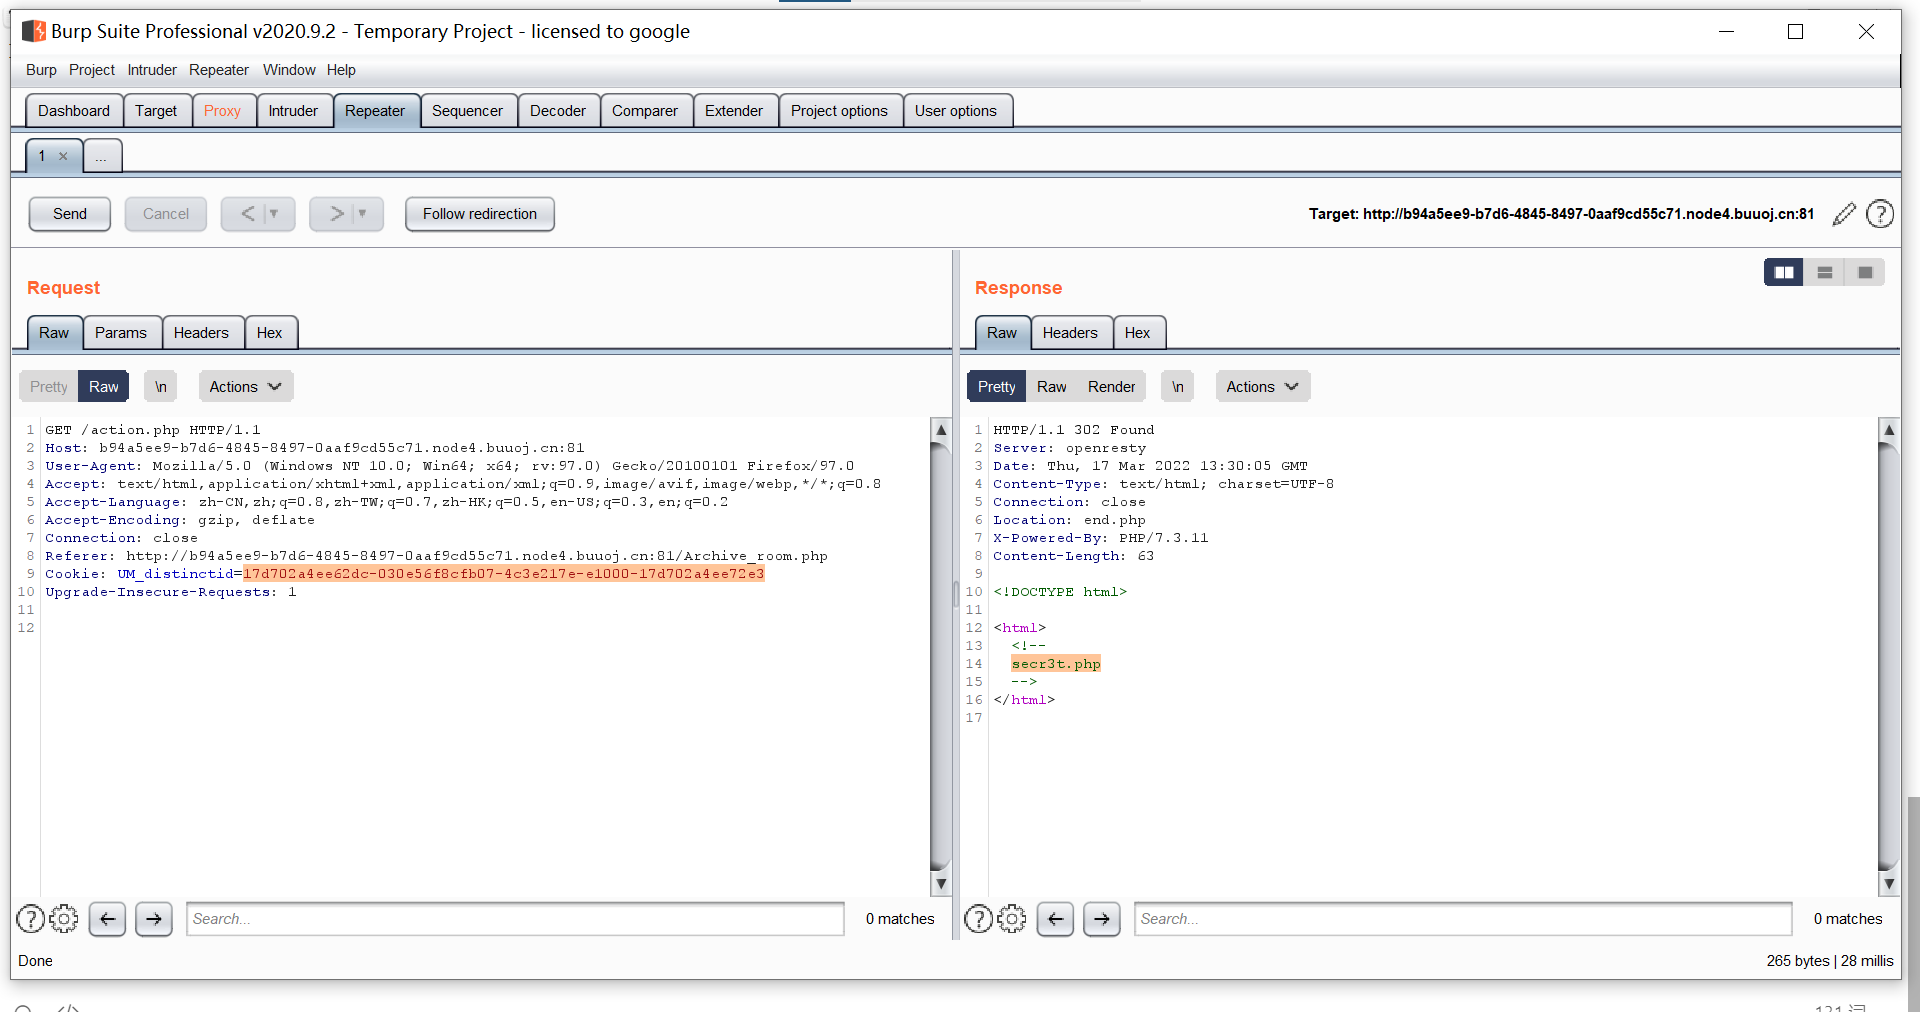 Burp Suite Professional v2020.9.2 - Temporary Project - licensed to google
Burp Project Intruder Repeater Window Help
Dashboard Target Proxy Intruder Repeater Sequencer Decoder Comparer Extender Project options User options
1 × ...
Send Cancel < > Follow redirection Target: http://b94a5ee9-b7d6-4845-8497-0aaf9cd55c71.node4.buuoj.cn:81 ?
Request
Raw Params Headers Hex
Pretty Raw \n Actions
1 GET /action.php HTTP/1.1
2 Host: b94a5ee9-b7d6-4845-8497-0aaf9cd55c71.node4.buuoj.cn:81
3 User-Agent: Mozilla/5.0 (Windows NT 10.0; Win64; x64; rv:97.0) Gecko/20100101 Firefox/97.0
4 Accept: text/html,application/xhtml+xml,application/xml;q=0.9,image/avif,image/webp,*/*;q=0.8
5 Accept-Language: zh-CN,zh;q=0.8,zh-TW;q=0.7,zh-HK;q=0.5,en-US;q=0.3,en;q=0.2
6 Accept-Encoding: gzip, deflate
7 Connection: close
8 Referer: http://b94a5ee9-b7d6-4845-8497-0aaf9cd55c71.node4.buuoj.cn:81/Archive_room.php
9 Cookie: UM_distinctid=17d702a4ee62dc-030e56f8cfb07-4c3e217e-e1000-17d702a4ee72e3
10 Upgrade-Insecure-Requests: 1
11
12
? Search... 0 matches
Response
Raw Headers Hex
Pretty Raw Render \n Actions
1 HTTP/1.1 302 Found
2 Server: openresty
3 Date: Thu, 17 Mar 2022 13:30:05 GMT
4 Content-Type: text/html; charset=UTF-8
5 Connection: close
6 Location: end.php
7 X-Powered-By: PHP/7.3.11
8 Content-Length: 63
9
10 <!DOCTYPE html>
11
12 <html>
13 <!--
14 secr3t.php
15 -->
16 </html>
17
? Search... 0 matches
Done 265 bytes | 28 millis